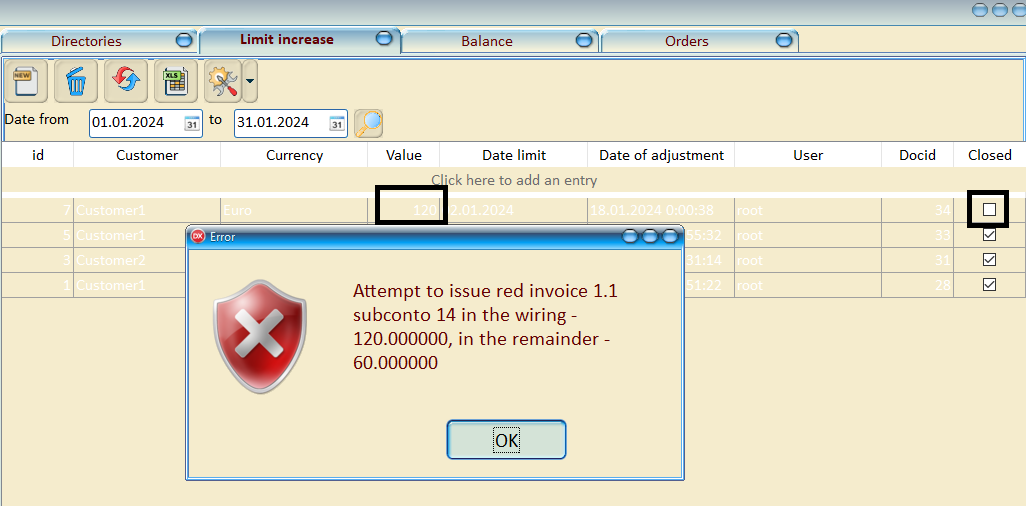 Directories Limit increase Balance Orders
NEW XLS
Date from 01.01.2024 31 to 31.01.2024 31
id Customer Currency Value Date limit Date of adjustment User Docid Closed
Click here to add an entry
7 Customer1 Euro 120 02.01.2024 18.01.2024 0:00:38 root 34
5 Customer1 55:32 root 33
3 Customer2 31:14 root 31
1 Customer1 51:22 root 28
DX Error
Attempt to issue red invoice 1.1
subconto 14 in the wiring -
120.000000, in the remainder -
60.000000
OK